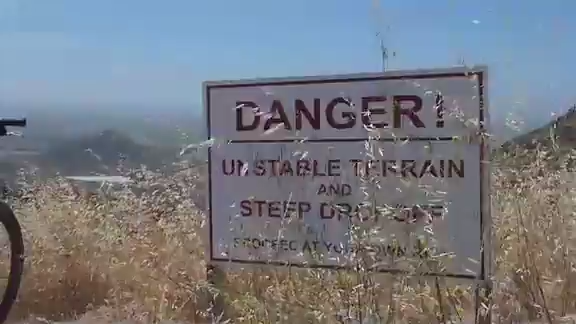 DANGER!
UNSTABLE TERRAIN
AND
STEEP DROP OFF
PROCEED AT YOUR OWN